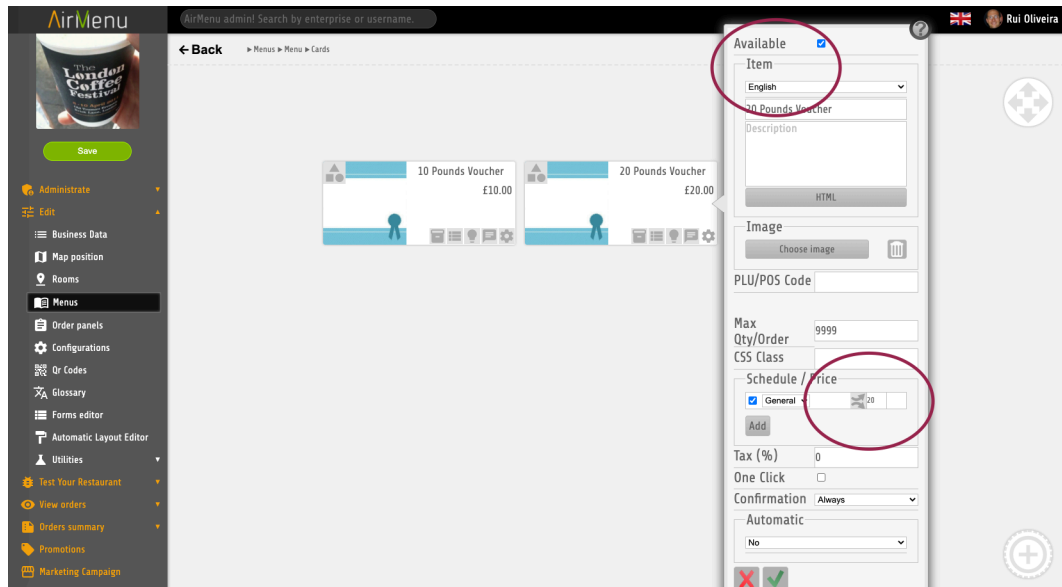 AirMenu
AirMenu admin! Search by enterprise or username.
Rui Oliveira
The
London
Coffee
Festival
Save
Administrate
Edit
Business Data
Map position
Rooms
Menus
Order panels
Configurations
Qr Codes
Glossary
Forms editor
Automatic Layout Editor
Utilities
Test Your Restaurant
View orders
Orders summary
Promotions
Marketing Campaign
← Back
▶ Menus ▶ Menu ▶ Cards
10 Pounds Voucher
£10.00
20 Pounds Voucher
£20.00
?
Available
Item
English
20 Pounds Voucher
Description
HTML
Image
Choose image
PLU/POS Code
Max
Qty/Order
9999
CSS Class
Schedule / Price
General
20
Add
Tax (%)
0
One Click
Confirmation
Always
Automatic
No